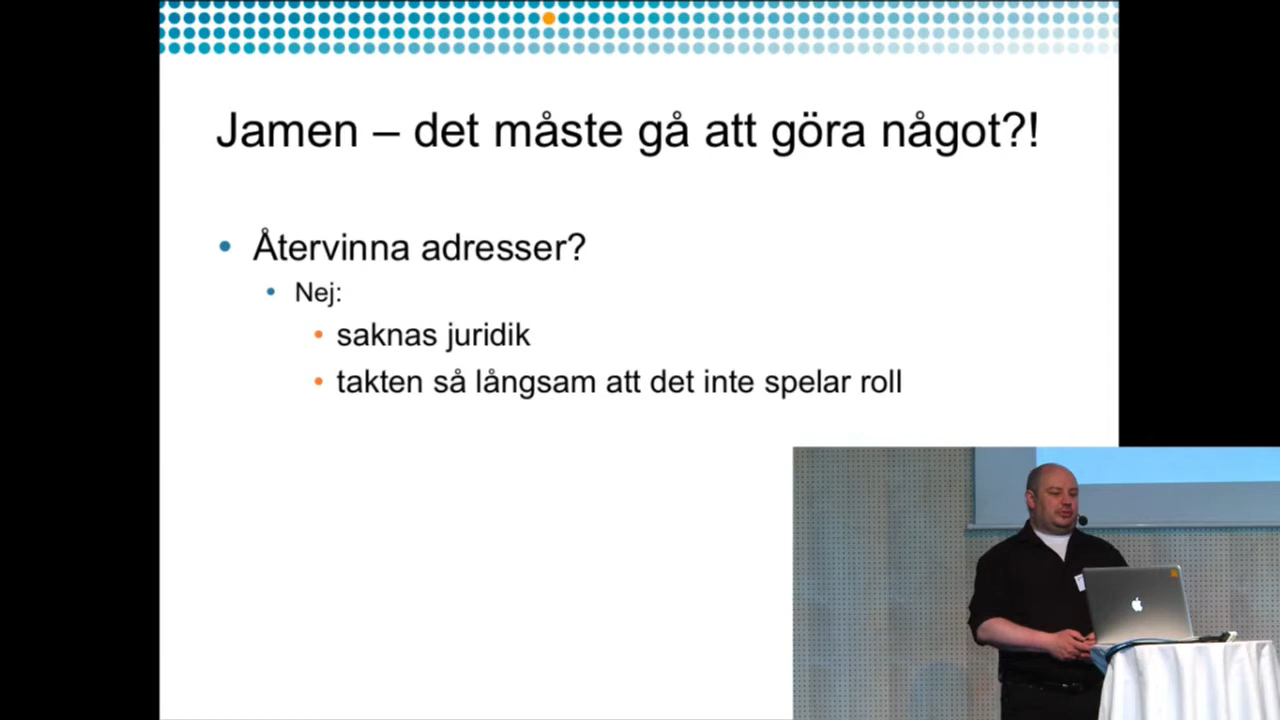 Jamen – det måste gå att göra något?!
Återvinna adresser?
Nej:
saknas juridik
takten så långsam att det inte spelar roll